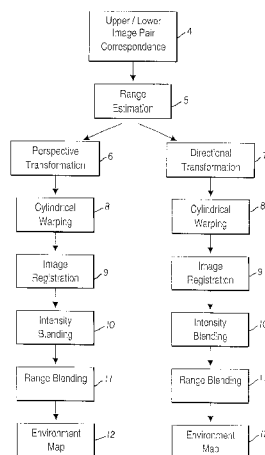 Upper / Lower
Image Pair
Correspondence
4
Range
Estimation
5
Perspective
Transformation
6
Directional
Transformation
Cylindrical
Warping
8
Cylindrical
Warping
8
Image
Registration
9
Image
Registration
9
Intensity
Blending
10
Intensity
Blending
10
Range Blending
11
Range Blending
Environment
Map
12
Environment
Map